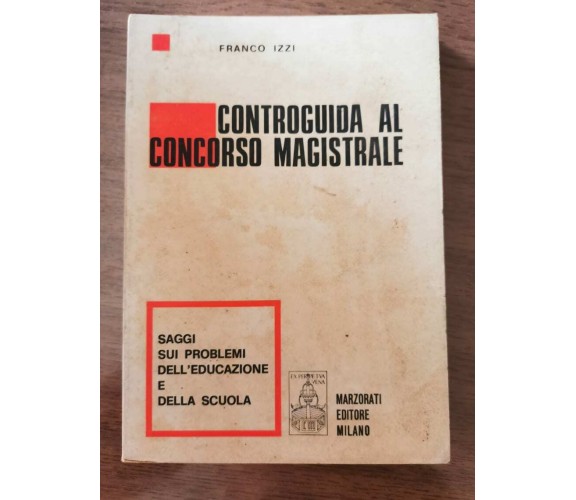 FRANCO IZZI
CONTROGUIDA AL
CONCORSO MAGISTRALE
SAGGI
SUI PROBLEMI
DELL'EDUCAZIONE
E
DELLA SCUOLA
MARZORATI
EDITORE
MILANO